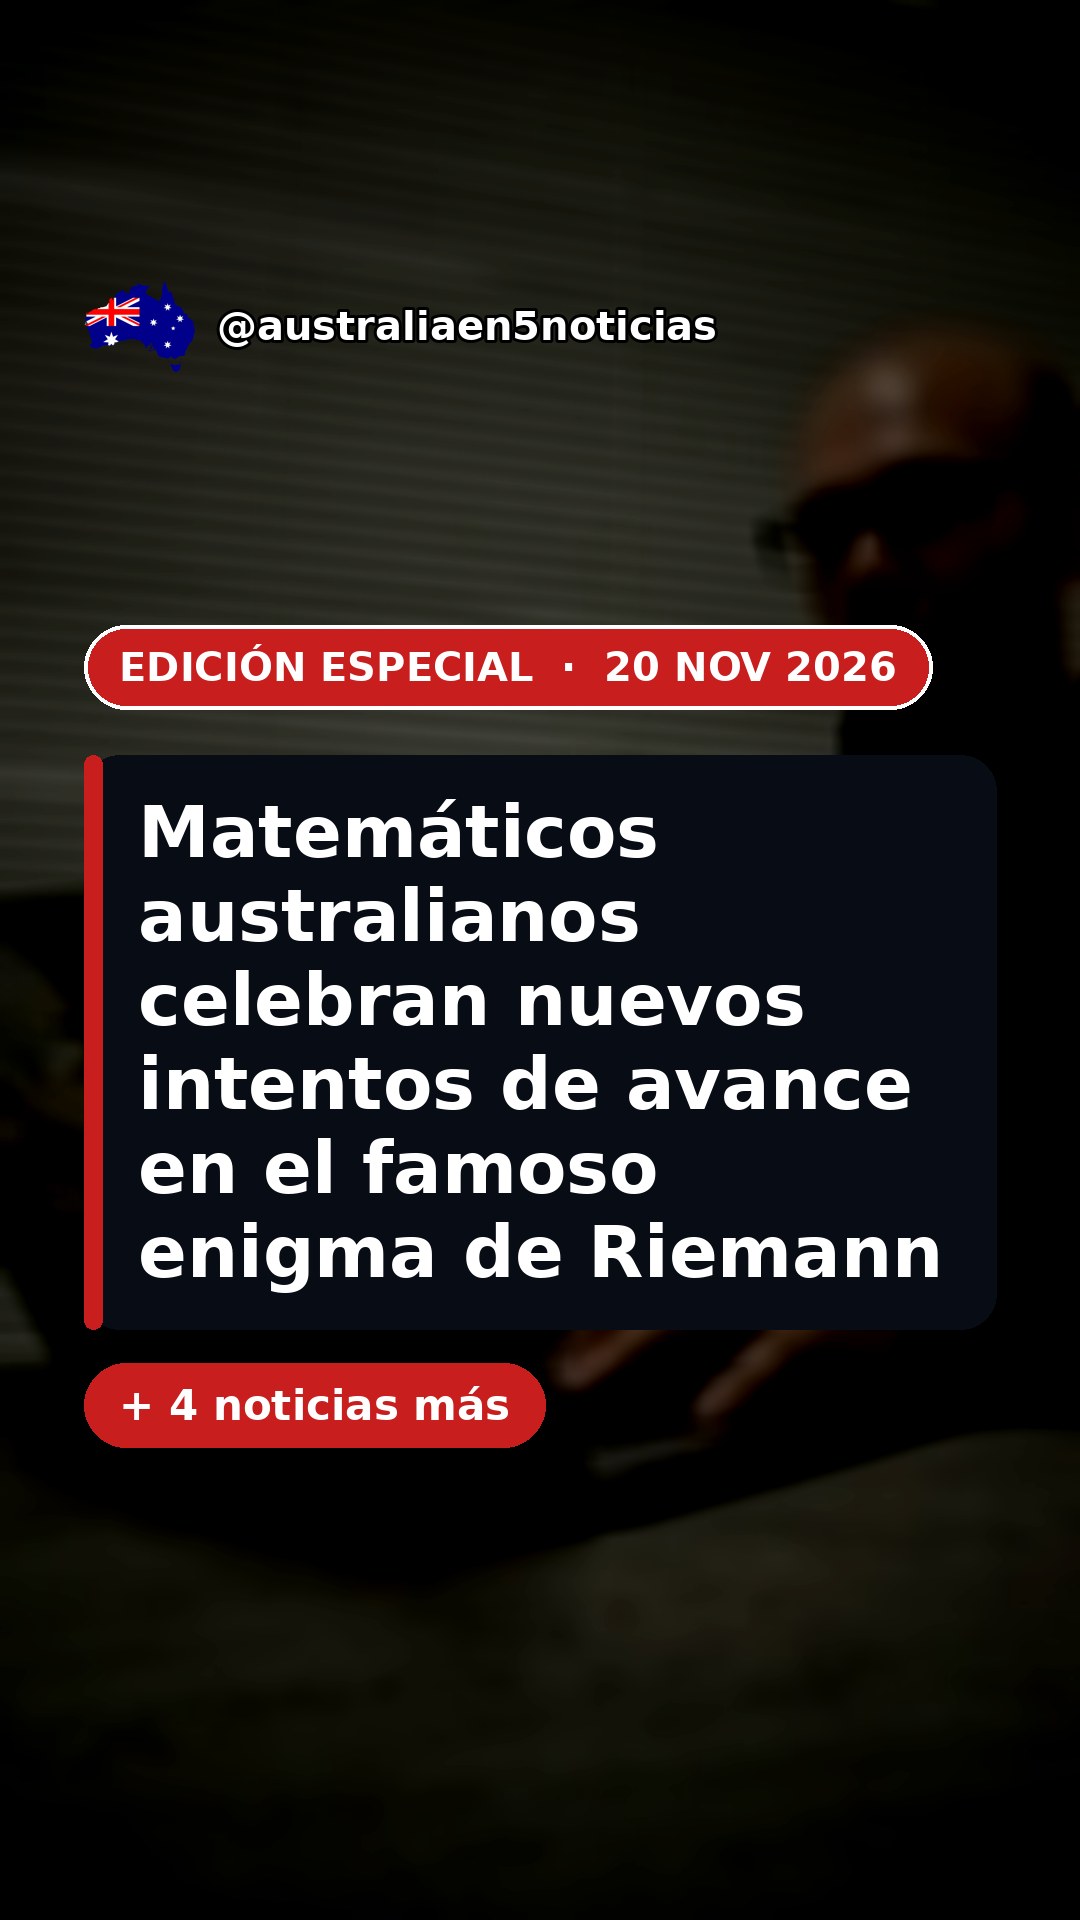 @australiaen5noticias
EDICIÓN ESPECIAL · 20 NOV 2026
Matemáticos
australianos
celebran nuevos
intentos de avance
en el famoso
enigma de Riemann
+ 4 noticias más